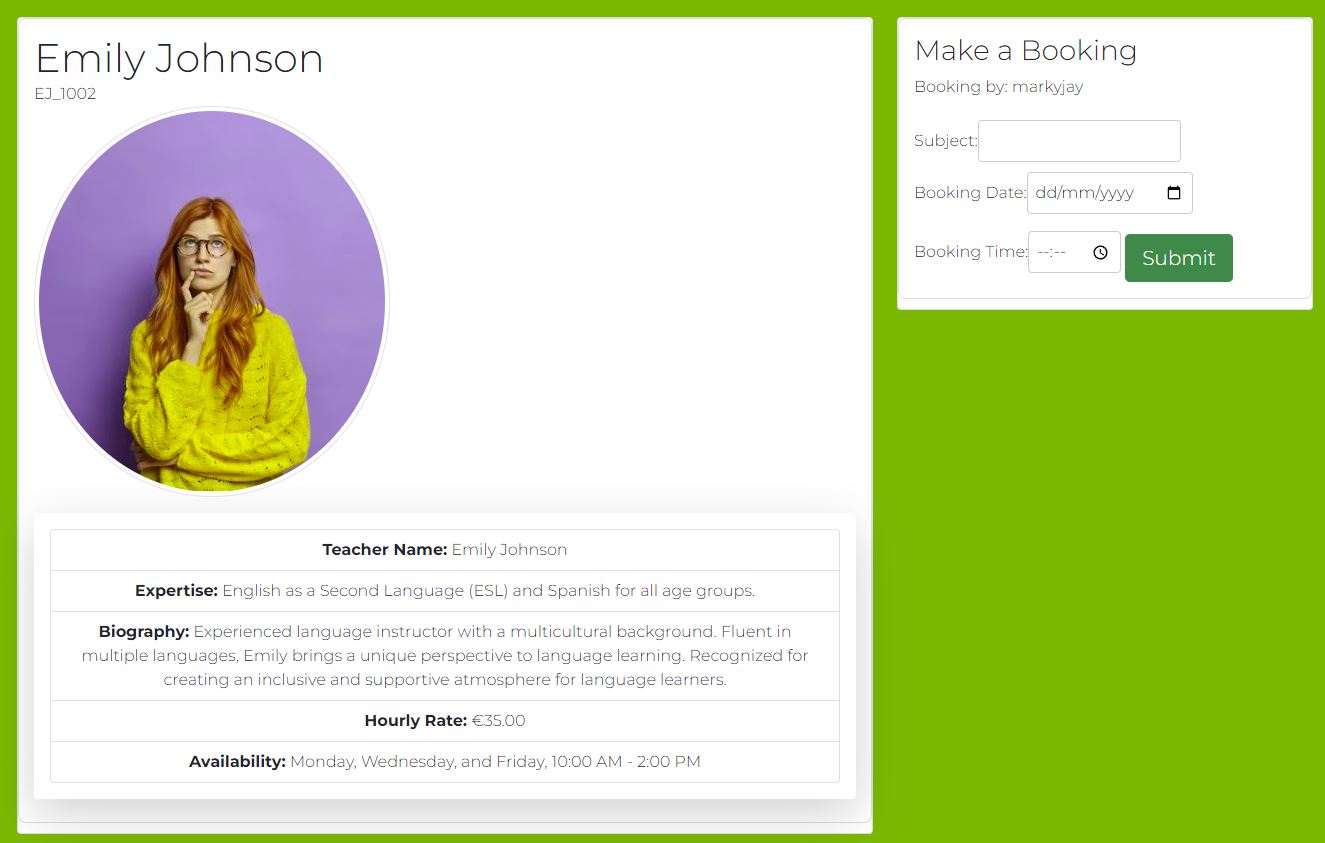 Emily Johnson
EJ_1002
Teacher Name: Emily Johnson
Expertise: English as a Second Language (ESL) and Spanish for all age groups.
Biography: Experienced language instructor with a multicultural background. Fluent in
multiple languages, Emily brings a unique perspective to language learning. Recognized for
creating an inclusive and supportive atmosphere for language learners.
Hourly Rate: €35.00
Availability: Monday, Wednesday, and Friday, 10:00 AM - 2:00 PM
Make a Booking
Booking by: markyjay
Subject:
Booking Date: dd/mm/yyyy
Booking Time: --:-- Submit